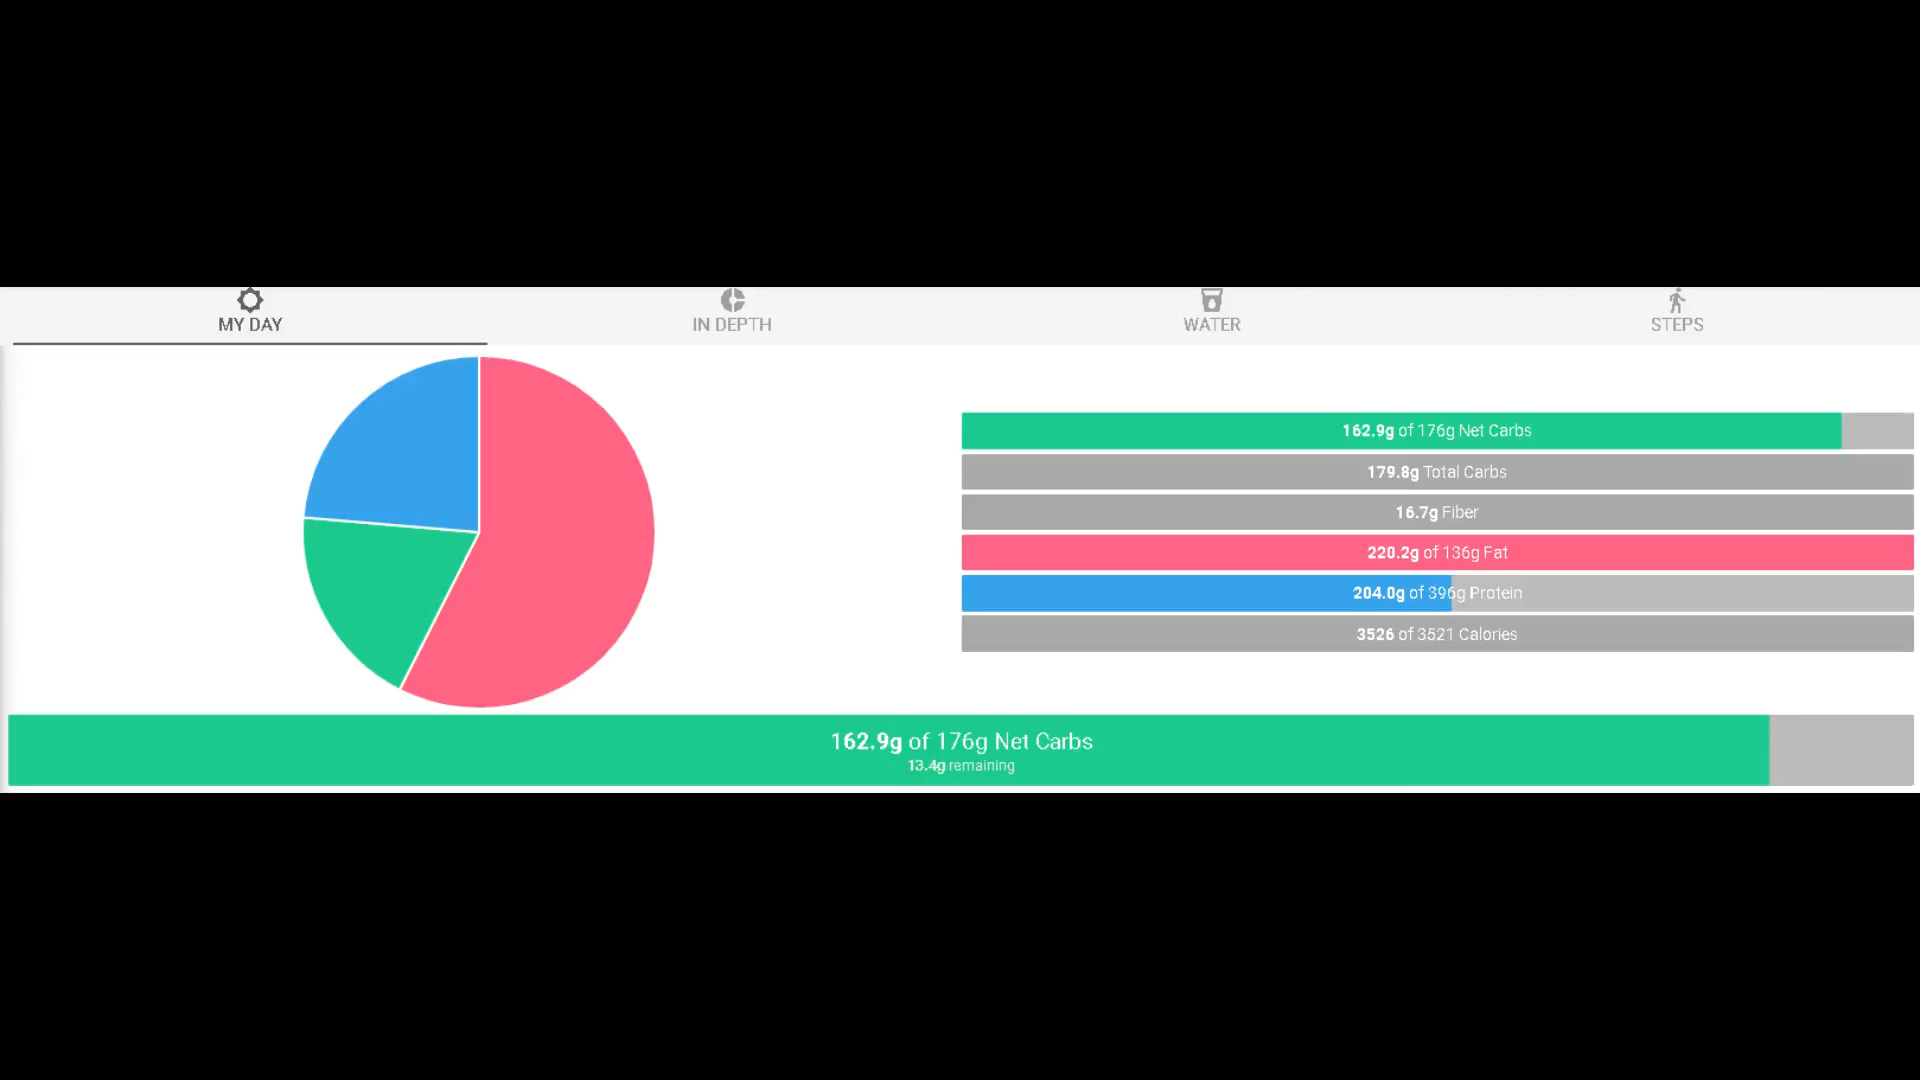 MY DAY
IN DEPTH
WATER
STEPS
162.9g of 176g Net Carbs
179.8g Total Carbs
16.7g Fiber
220.2g of 136g Fat
204.0g of 396g Protein
3526 of 3521 Calories
162.9g of 176g Net Carbs
13.4g remaining